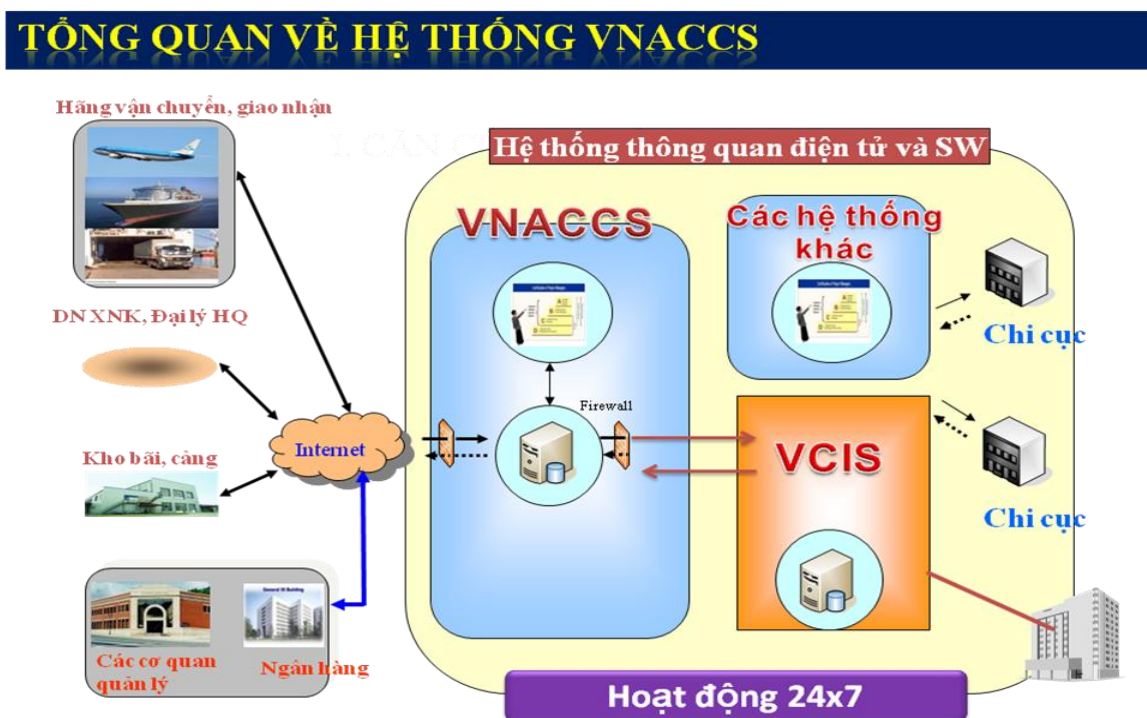 TỔNG QUAN VỀ HỆ THỐNG VNACCS
Hãng vận chuyển, giao nhận
Hệ thống thông quan điện tử và SW
VNACCS
Các hệ thống
khác
DN XNK, Đại lý HQ
Chi cục
Firewall
Internet
Kho bãi, cảng
VCIS
Chi cục
Các cơ quan
quản lý
Ngân hàng
Hoạt động 24x7